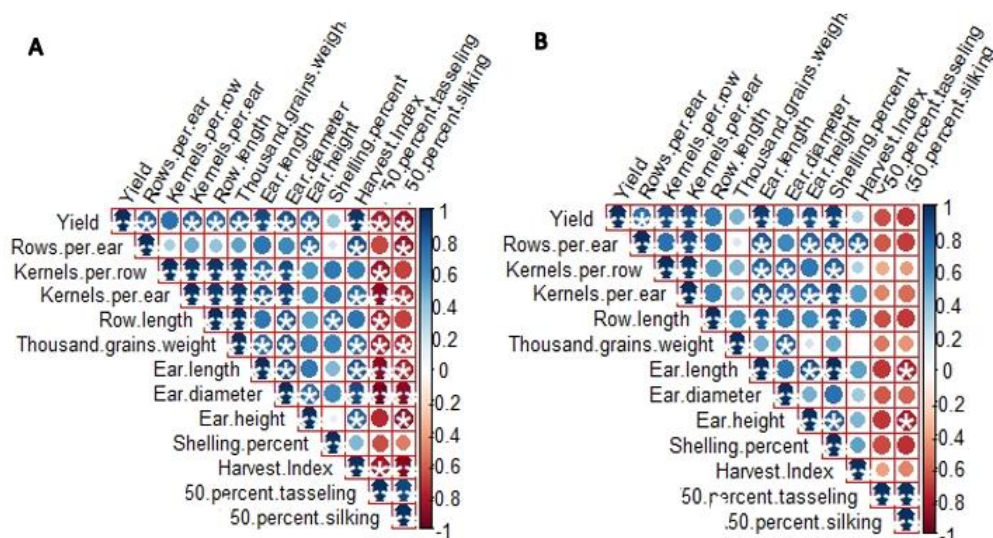 A
Yield
Rows.per.ear
Kernels.per.row
Kernels.per.ear
Row.length
Thousand.grains.weigh
Ear.length
Ear.diameter
Ear.height
Shelling.percent
Harvest.Index
'50.percent.tasseling
50.percent.silking
Yield
Rows.per.ear
Kernels.per.row
Kernels.per.ear
Row.length
Thousand.grains.weight
Ear.length
Ear.diameter
Ear.height
Shelling.percent
Harvest.Index
'50.percent.tasseling
50.percent.silking
1
0.8
0.6
0.4
0.2
0
-0.2
-0.4
-0.6
-0.8
-1
B
Yield
Rows.per.ear
Kernels.per.row
Kernels.per.ear
Row.length
Thousand.grains.weigh
Ear.length
Ear.diameter
Ear.height
Shelling.percent
Harvest.Index
'50.percent.tasseling
(50.percent.silking
Yield
Rows.per.ear
Kernels.per.row
Kernels.per.ear
Row.length
Thousand.grains.weight
Ear.length
Ear.diameter
Ear.height
Shelling.percent
Harvest.Index
'50.percent.tasseling
.50.percent.silking
1
0.8
0.6
0.4
0.2
0
-0.2
-0.4
-0.6
-0.8
-1